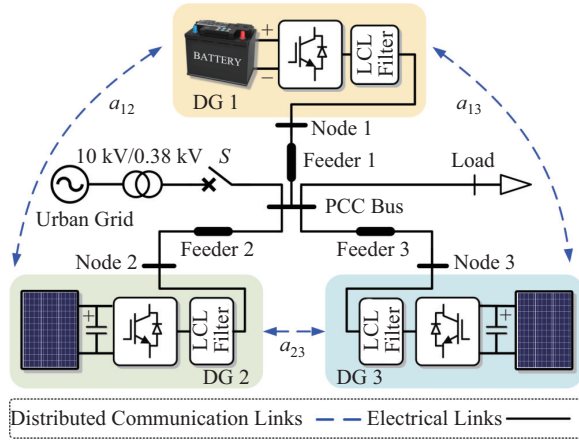 +
BATTERY
−
LCL
Filter
DG 1
a12
a13
Node 1
10 kV/0.38 kV
S
Feeder 1
Load
Urban Grid
PCC Bus
Feeder 2
Feeder 3
Node 2
Node 3
+
LCL
Filter
DG 2
a23
LCL
Filter
DG 3
+
Distributed Communication Links
Electrical Links